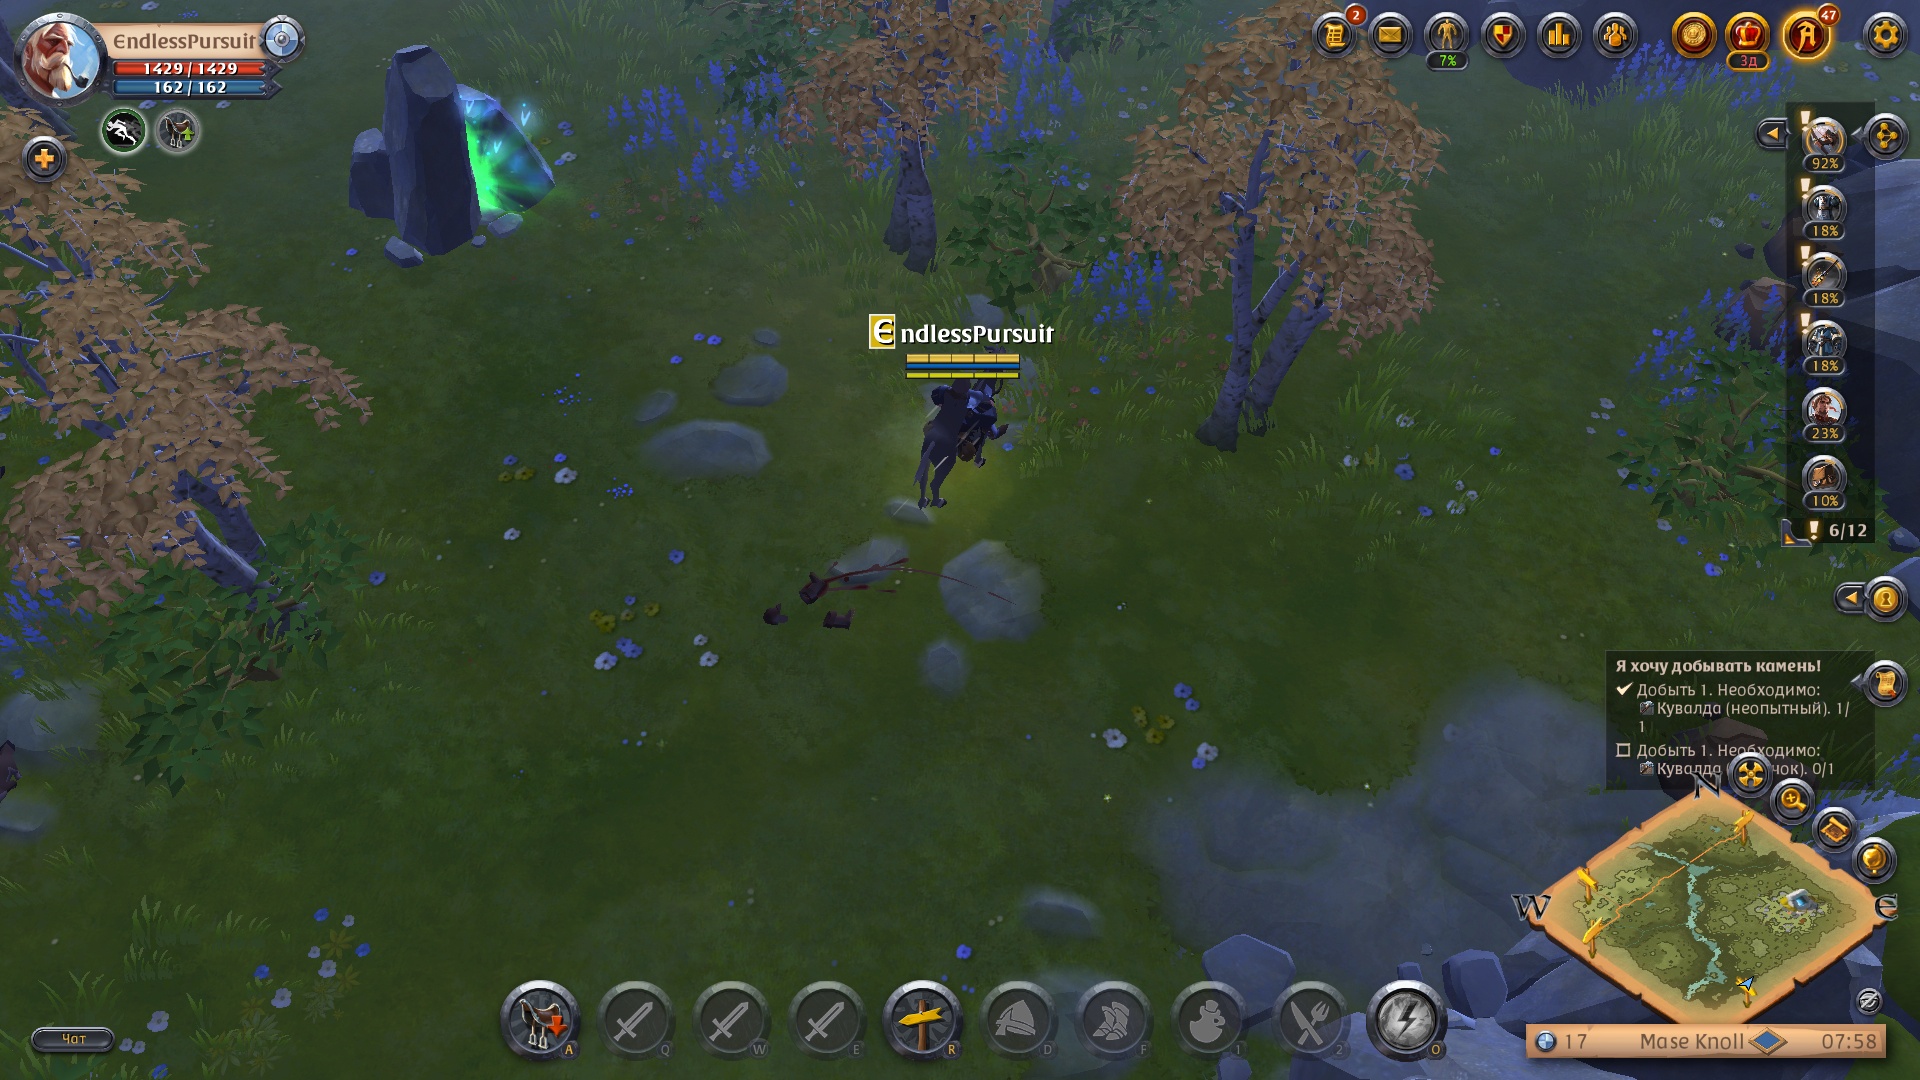 EndlessPursuit
1429 / 1429
162 / 162
2
7%
3д
47
92%
18%
18%
18%
23%
10%
6/12
EndlessPursuit
Я хочу добывать камень!
Добыть 1. Необходимо:
Кувалда (неопытный). 1/
1
Добыть 1. Необходимо:
Кувалда чок). 0/1
N
W
E
A
Q
W
E
R
D
F
1
2
O
Чат
17
Mase Knoll
07:58